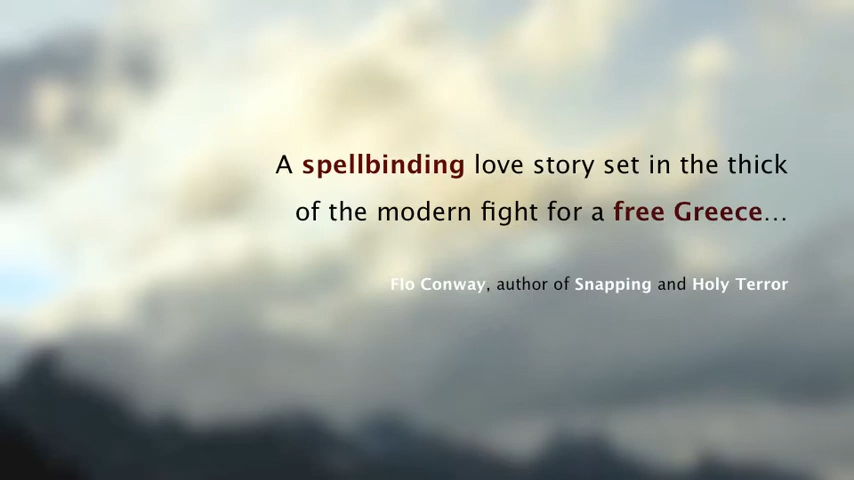 A spellbinding love story set in the thick
of the modern fight for a free Greece...
Flo Conway, author of Snapping and Holy Terror